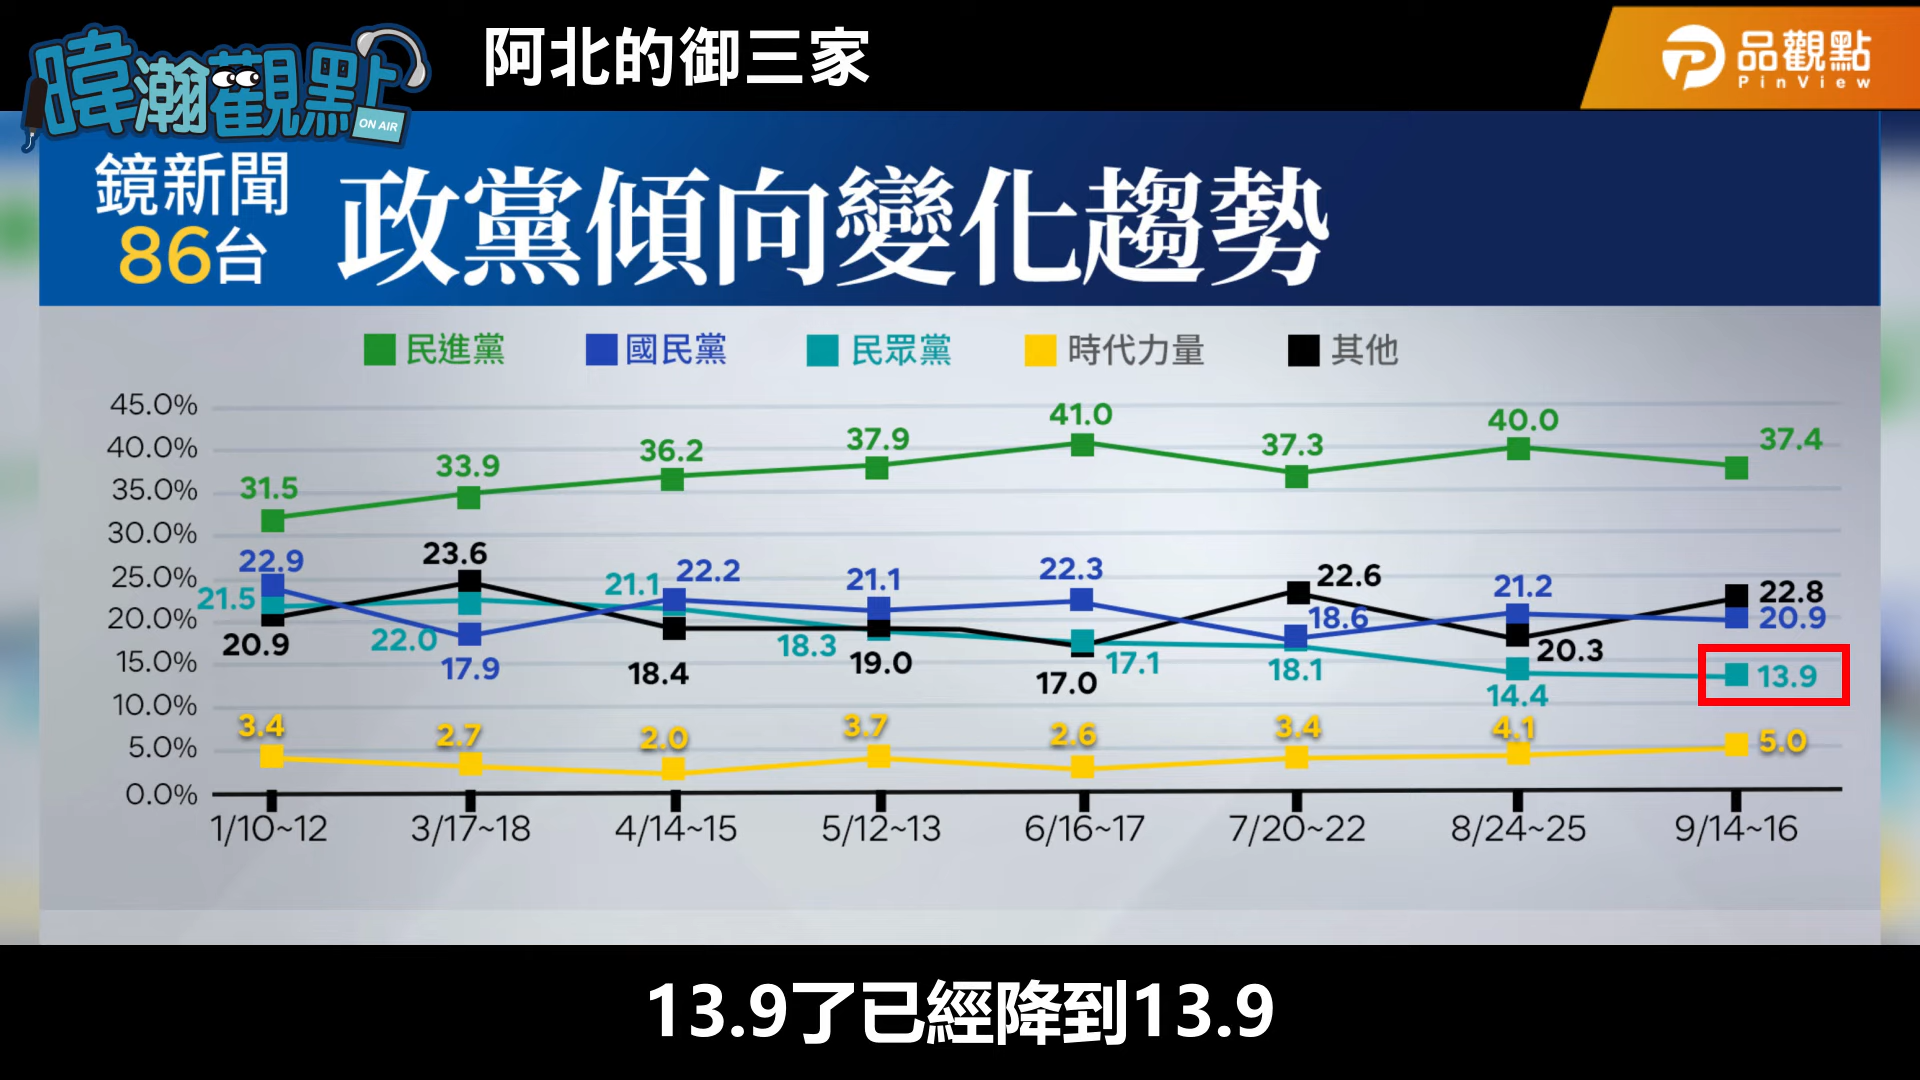 暐瀚觀點
ON AIR
阿北的御三家
品觀點
PinView
鏡新聞
86台
政黨傾向變化趨勢
民進黨 國民黨 民眾黨 時代力量 其他
45.0%
40.0%
35.0%
30.0%
25.0%
20.0%
15.0%
10.0%
5.0%
0.0%
31.5 33.9 36.2 37.9 41.0 37.3 40.0 37.4
22.9 17.9 22.2 21.1 22.3 18.6 21.2 20.9
21.5 22.0 21.1 18.3 17.1 18.1 14.4 13.9
20.9 23.6 18.4 19.0 17.0 22.6 20.3 22.8
3.4 2.7 2.0 3.7 2.6 3.4 4.1 5.0
1/10~12 3/17~18 4/14~15 5/12~13 6/16~17 7/20~22 8/24~25 9/14~16
13.9了已經降到13.9